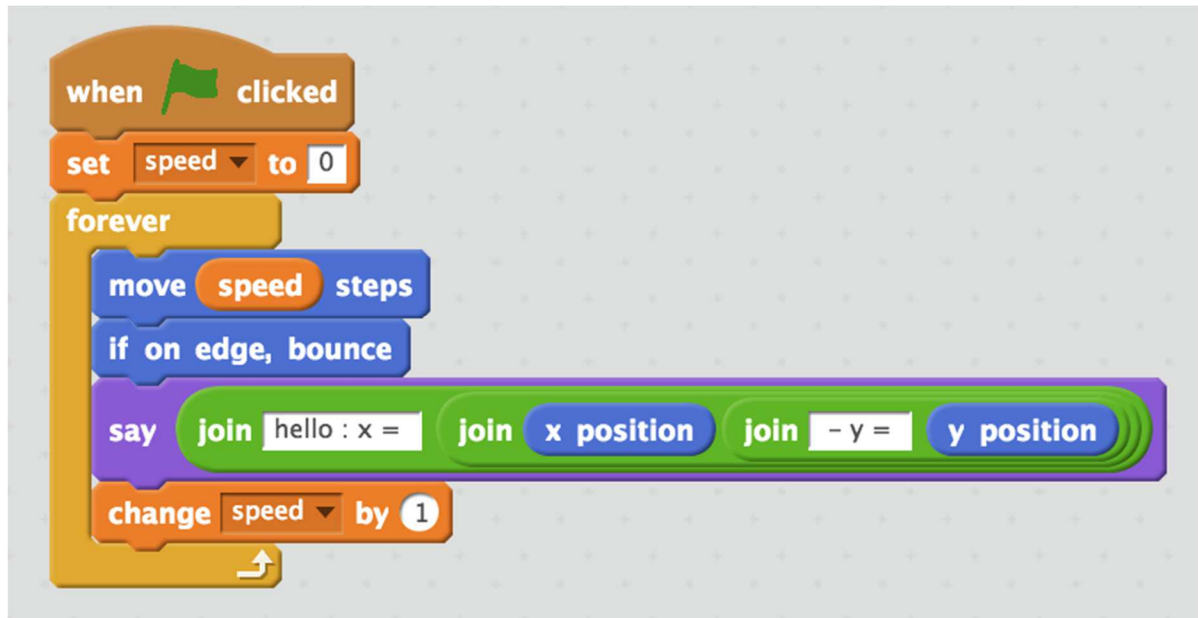 when clicked
set speed to 0
forever
move speed steps
if on edge, bounce
say join hello : x = join x position join - y = y position
change speed by 1